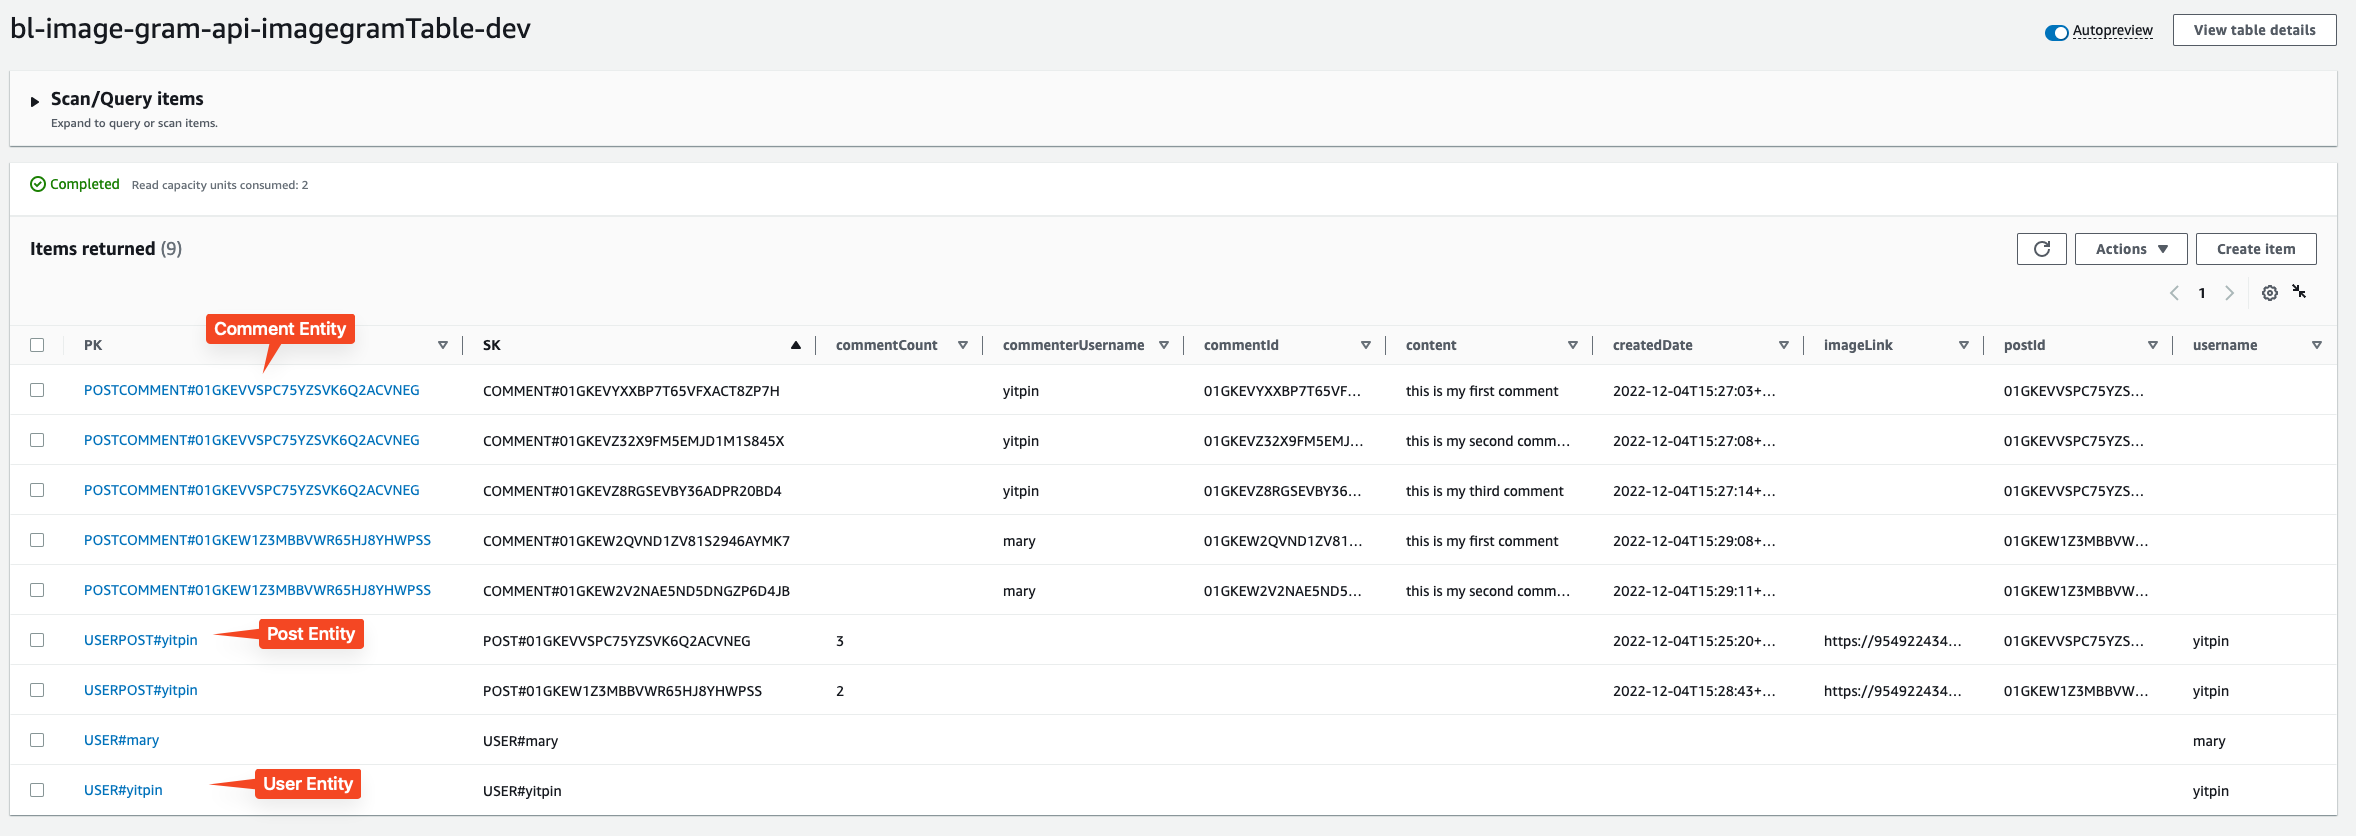 bl-image-gram-api-imagegramTable-dev
Autopreview
View table details
Scan/Query items
Expand to query or scan items.
Completed Read capacity units consumed: 2
Items returned (9)
Actions
Create item
1
Comment Entity
PK SK commentCount commenterUsername commentId content createdDate imageLink postId username
POSTCOMMENT#01GKEVVSPC75YZSVK6Q2ACVNEG COMMENT#01GKEVYXXBP7T65VFXACT8ZP7H yitpin 01GKEVYXXBP7T65VF... this is my first comment 2022-12-04T15:27:03+... 01GKEVVSPC75YZS...
POSTCOMMENT#01GKEVVSPC75YZSVK6Q2ACVNEG COMMENT#01GKEVZ32X9FM5EMJD1M1S845X yitpin 01GKEVZ32X9FM5EMJ... this is my second comm... 2022-12-04T15:27:08+... 01GKEVVSPC75YZS...
POSTCOMMENT#01GKEVVSPC75YZSVK6Q2ACVNEG COMMENT#01GKEVZ8RGSEVBY36ADPR20BD4 yitpin 01GKEVZ8RGSEVBY36... this is my third comment 2022-12-04T15:27:14+... 01GKEVVSPC75YZS...
POSTCOMMENT#01GKEW1Z3MBBVWR65HJ8YHWPSS COMMENT#01GKEW2QVND1ZV81S2946AYMK7 mary 01GKEW2QVND1ZV81... this is my first comment 2022-12-04T15:29:08+... 01GKEW1Z3MBBVW...
POSTCOMMENT#01GKEW1Z3MBBVWR65HJ8YHWPSS COMMENT#01GKEW2V2NAE5ND5DNGZP6D4JB mary 01GKEW2V2NAE5ND5... this is my second comm... 2022-12-04T15:29:11+... 01GKEW1Z3MBBVW...
USERPOST#yitpin Post Entity POST#01GKEVVSPC75YZSVK6Q2ACVNEG 3 2022-12-04T15:25:20+... https://954922434... 01GKEVVSPC75YZS... yitpin
USERPOST#yitpin POST#01GKEW1Z3MBBVWR65HJ8YHWPSS 2 2022-12-04T15:28:43+... https://954922434... 01GKEW1Z3MBBVW... yitpin
USER#mary USER#mary mary
USER#yitpin User Entity USER#yitpin yitpin